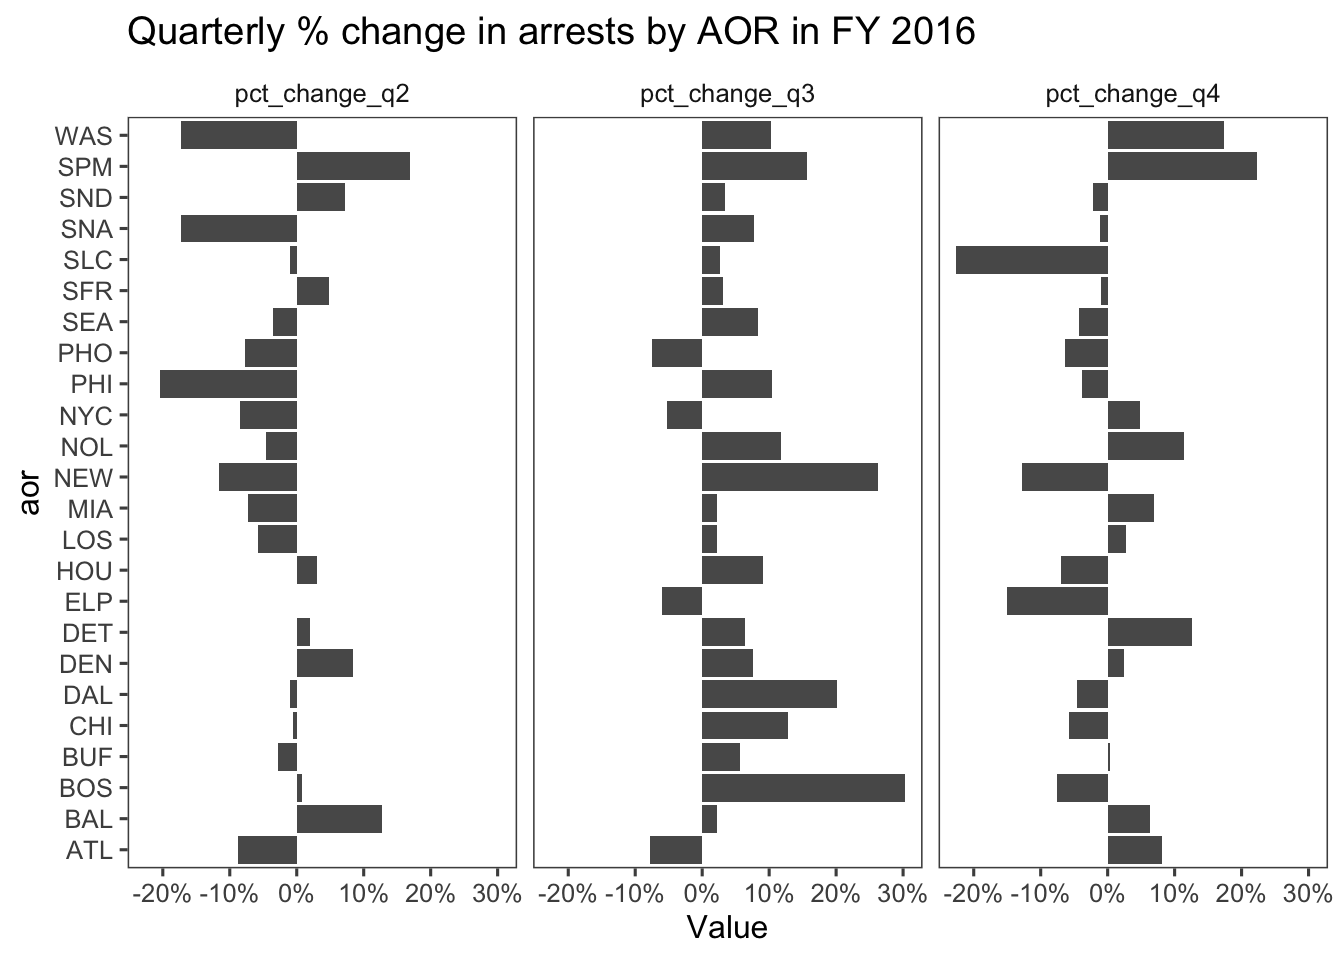 Quarterly % change in arrests by AOR in FY 2016
pct_change_q2 pct_change_q3 pct_change_q4
WAS
SPM
SND
SNA
SLC
SFR
SEA
PHO
PHI
NYC
NOL
NEW
MIA
LOS
HOU
ELP
DET
DEN
DAL
CHI
BUF
BOS
BAL
ATL
aor
-20% -10% 0% 10% 20% 30% -20% -10% 0% 10% 20% 30% -20% -10% 0% 10% 20% 30%
Value